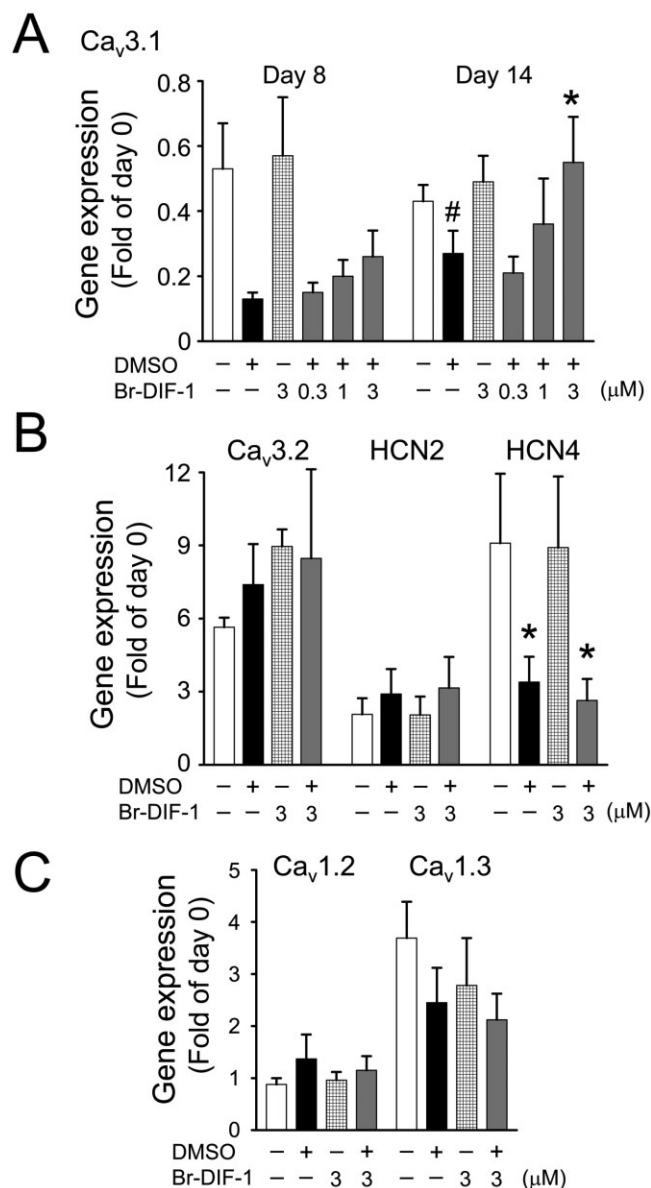 A Cav3.1
Day 8 Day 14
Gene expression
(Fold of day 0)
0.8
0.6
0.4
0.2
0
* #
DMSO – + – + + + – + – + + +
Br-DIF-1 – – 3 0.3 1 3 – – 3 0.3 1 3 (μM)
B
Cav3.2 HCN2 HCN4
Gene expression
(Fold of day 0)
12
9
6
3
0
* *
DMSO – + – + – + – + – + – +
Br-DIF-1 – – 3 3 – – 3 3 – – 3 3 (μM)
C
Cav1.2 Cav1.3
Gene expression
(Fold of day 0)
5
4
3
2
1
0
DMSO – + – + – + – +
Br-DIF-1 – – 3 3 – – 3 3 (μM)